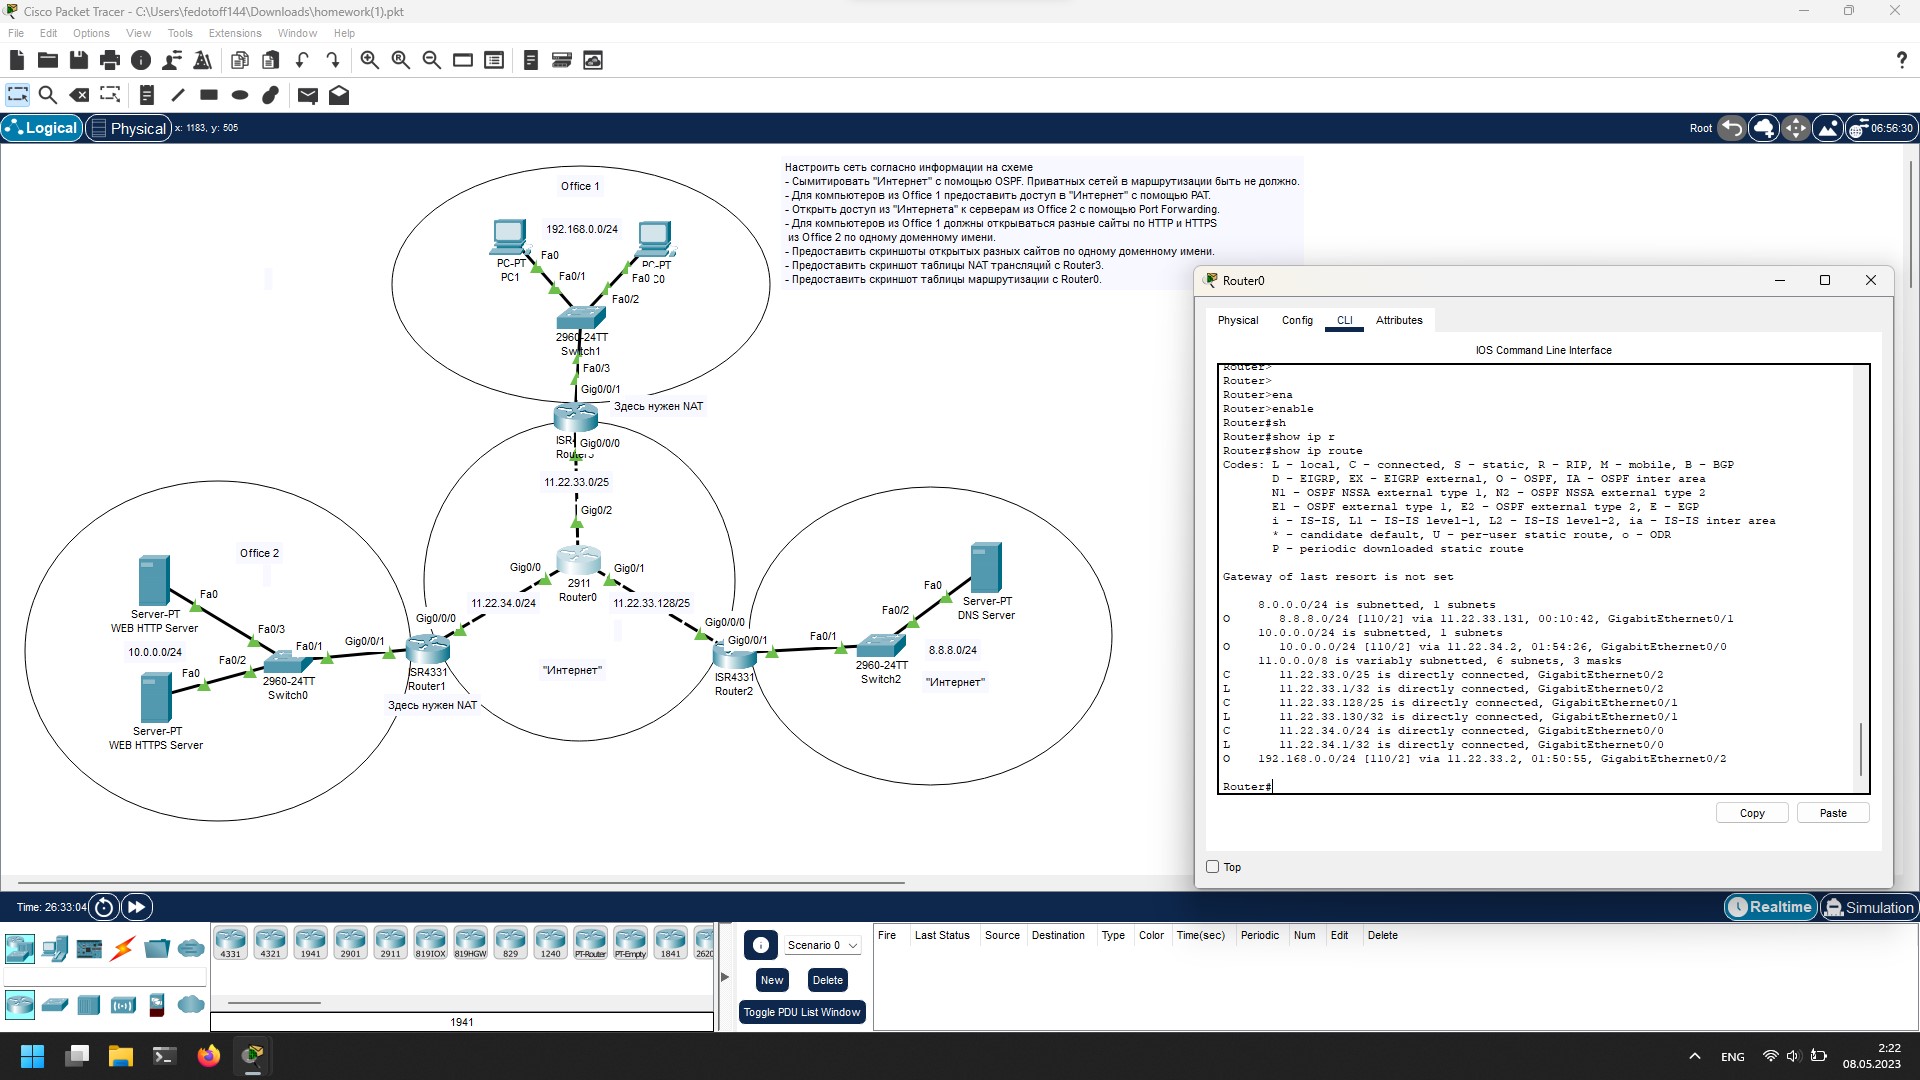 Cisco Packet Tracer - C:\Users\fedotoff144\Downloads\homework(1).pkt
File Edit Options View Tools Extensions Window Help
Logical Physical x: 1183, y: 505 Root 06:56:30
Настроить сеть согласно информации на схеме
- Сымитировать "Интернет" с помощью OSPF. Приватных сетей в маршрутизации быть не должно.
- Для компьютеров из Office 1 предоставить доступ в "Интернет" с помощью PAT.
- Открыть доступ из "Интернета" к серверам из Office 2 с помощью Port Forwarding.
- Для компьютеров из Office 1 должны открываться разные сайты по HTTP и HTTPS
из Office 2 по одному доменному имени.
- Предоставить скриншоты открытых разных сайтов по одному доменному имени.
- Предоставить скриншот таблицы NAT трансляций с Router3.
- Предоставить скриншот таблицы маршрутизации с Router0.
Office 1
192.168.0.0/24
Fa0
PC-PT
PC1
Fa0/1
PC-PT
Fa0 C0
Fa0/2
2960-24TT
Switch1
Fa0/3
Gig0/0/1
Здесь нужен NAT
Gig0/0/0
11.22.33.0/25
Gig0/2
Gig0/0
Gig0/1
2911
Router0
11.22.34.0/24
11.22.33.128/25
"Интернет"
Office 2
Fa0
Server-PT
WEB HTTP Server
Fa0/3
10.0.0.0/24
Fa0
Fa0/2
Fa0/1
2960-24TT
Switch0
Server-PT
WEB HTTPS Server
Gig0/0/1
Gig0/0/0
ISR4331
Router1
Здесь нужен NAT
Gig0/0/0
Gig0/0/1
ISR4331
Router2
Fa0/1
Fa0/2
Fa0
2960-24TT
Switch2
Server-PT
DNS Server
8.8.8.0/24
"Интернет"
Router0
Physical Config CLI Attributes
IOS Command Line Interface
Router>
Router>
Router>ena
Router>enable
Router#sh
Router#show ip r
Router#show ip route
Codes: L - local, C - connected, S - static, R - RIP, M - mobile, B - BGP
D - EIGRP, EX - EIGRP external, O - OSPF, IA - OSPF inter area
N1 - OSPF NSSA external type 1, N2 - OSPF NSSA external type 2
E1 - OSPF external type 1, E2 - OSPF external type 2, E - EGP
i - IS-IS, L1 - IS-IS level-1, L2 - IS-IS level-2, ia - IS-IS inter area
* - candidate default, U - per-user static route, o - ODR
P - periodic downloaded static route
Gateway of last resort is not set
8.0.0.0/24 is subnetted, 1 subnets
O 8.8.8.0/24 [110/2] via 11.22.33.131, 00:10:42, GigabitEthernet0/1
10.0.0.0/24 is subnetted, 1 subnets
O 10.0.0.0/24 [110/2] via 11.22.34.2, 01:54:26, GigabitEthernet0/0
11.0.0.0/8 is variably subnetted, 6 subnets, 3 masks
C 11.22.33.0/25 is directly connected, GigabitEthernet0/2
L 11.22.33.1/32 is directly connected, GigabitEthernet0/2
C 11.22.33.128/25 is directly connected, GigabitEthernet0/1
L 11.22.33.130/32 is directly connected, GigabitEthernet0/1
C 11.22.34.0/24 is directly connected, GigabitEthernet0/0
L 11.22.34.1/32 is directly connected, GigabitEthernet0/0
O 192.168.0.0/24 [110/2] via 11.22.33.2, 01:50:55, GigabitEthernet0/2
Router#
Copy Paste
Top
Time: 26:33:04
Realtime Simulation
4331 4321 1941 2901 2911 819IOX 819HGW 829 1240 PT-Router PT-Empty 1841 2620
1941
Scenario 0
New Delete
Toggle PDU List Window
Fire Last Status Source Destination Type Color Time(sec) Periodic Num Edit Delete
ENG
2:22
08.05.2023